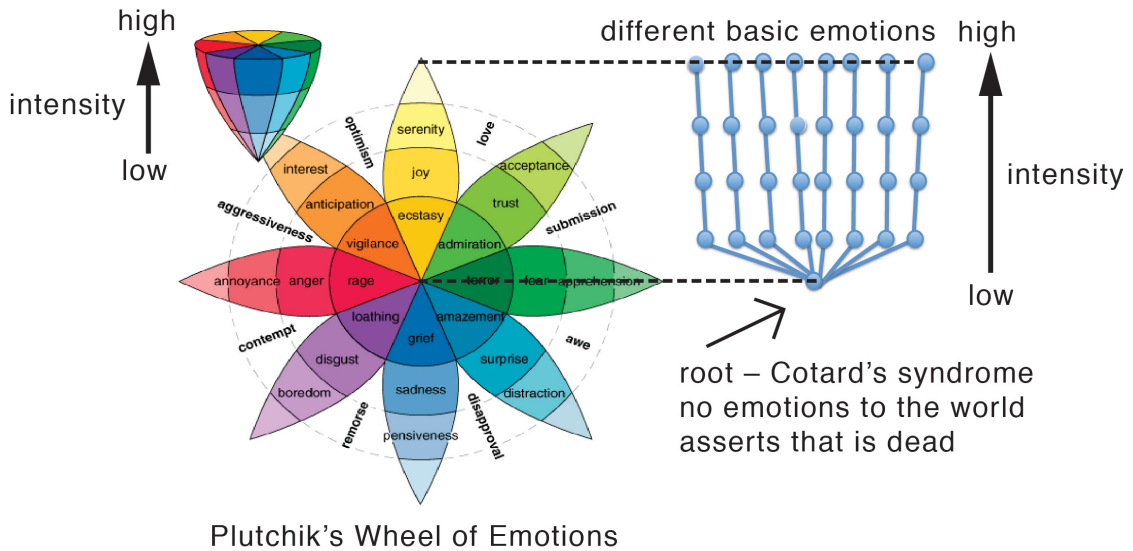 high
intensity
low
different basic emotions
high
intensity
low
serenity
joy
ecstasy
optimism
love
interest
anticipation
vigilance
acceptance
trust
admiration
aggressiveness
submission
annoyance
anger
rage
terror
fear
apprehension
loathing
disgust
boredom
amazement
surprise
distraction
grief
sadness
pensiveness
contempt
awe
remorse
disapproval
root – Cotard’s syndrome
no emotions to the world
asserts that is dead
Plutchik’s Wheel of Emotions